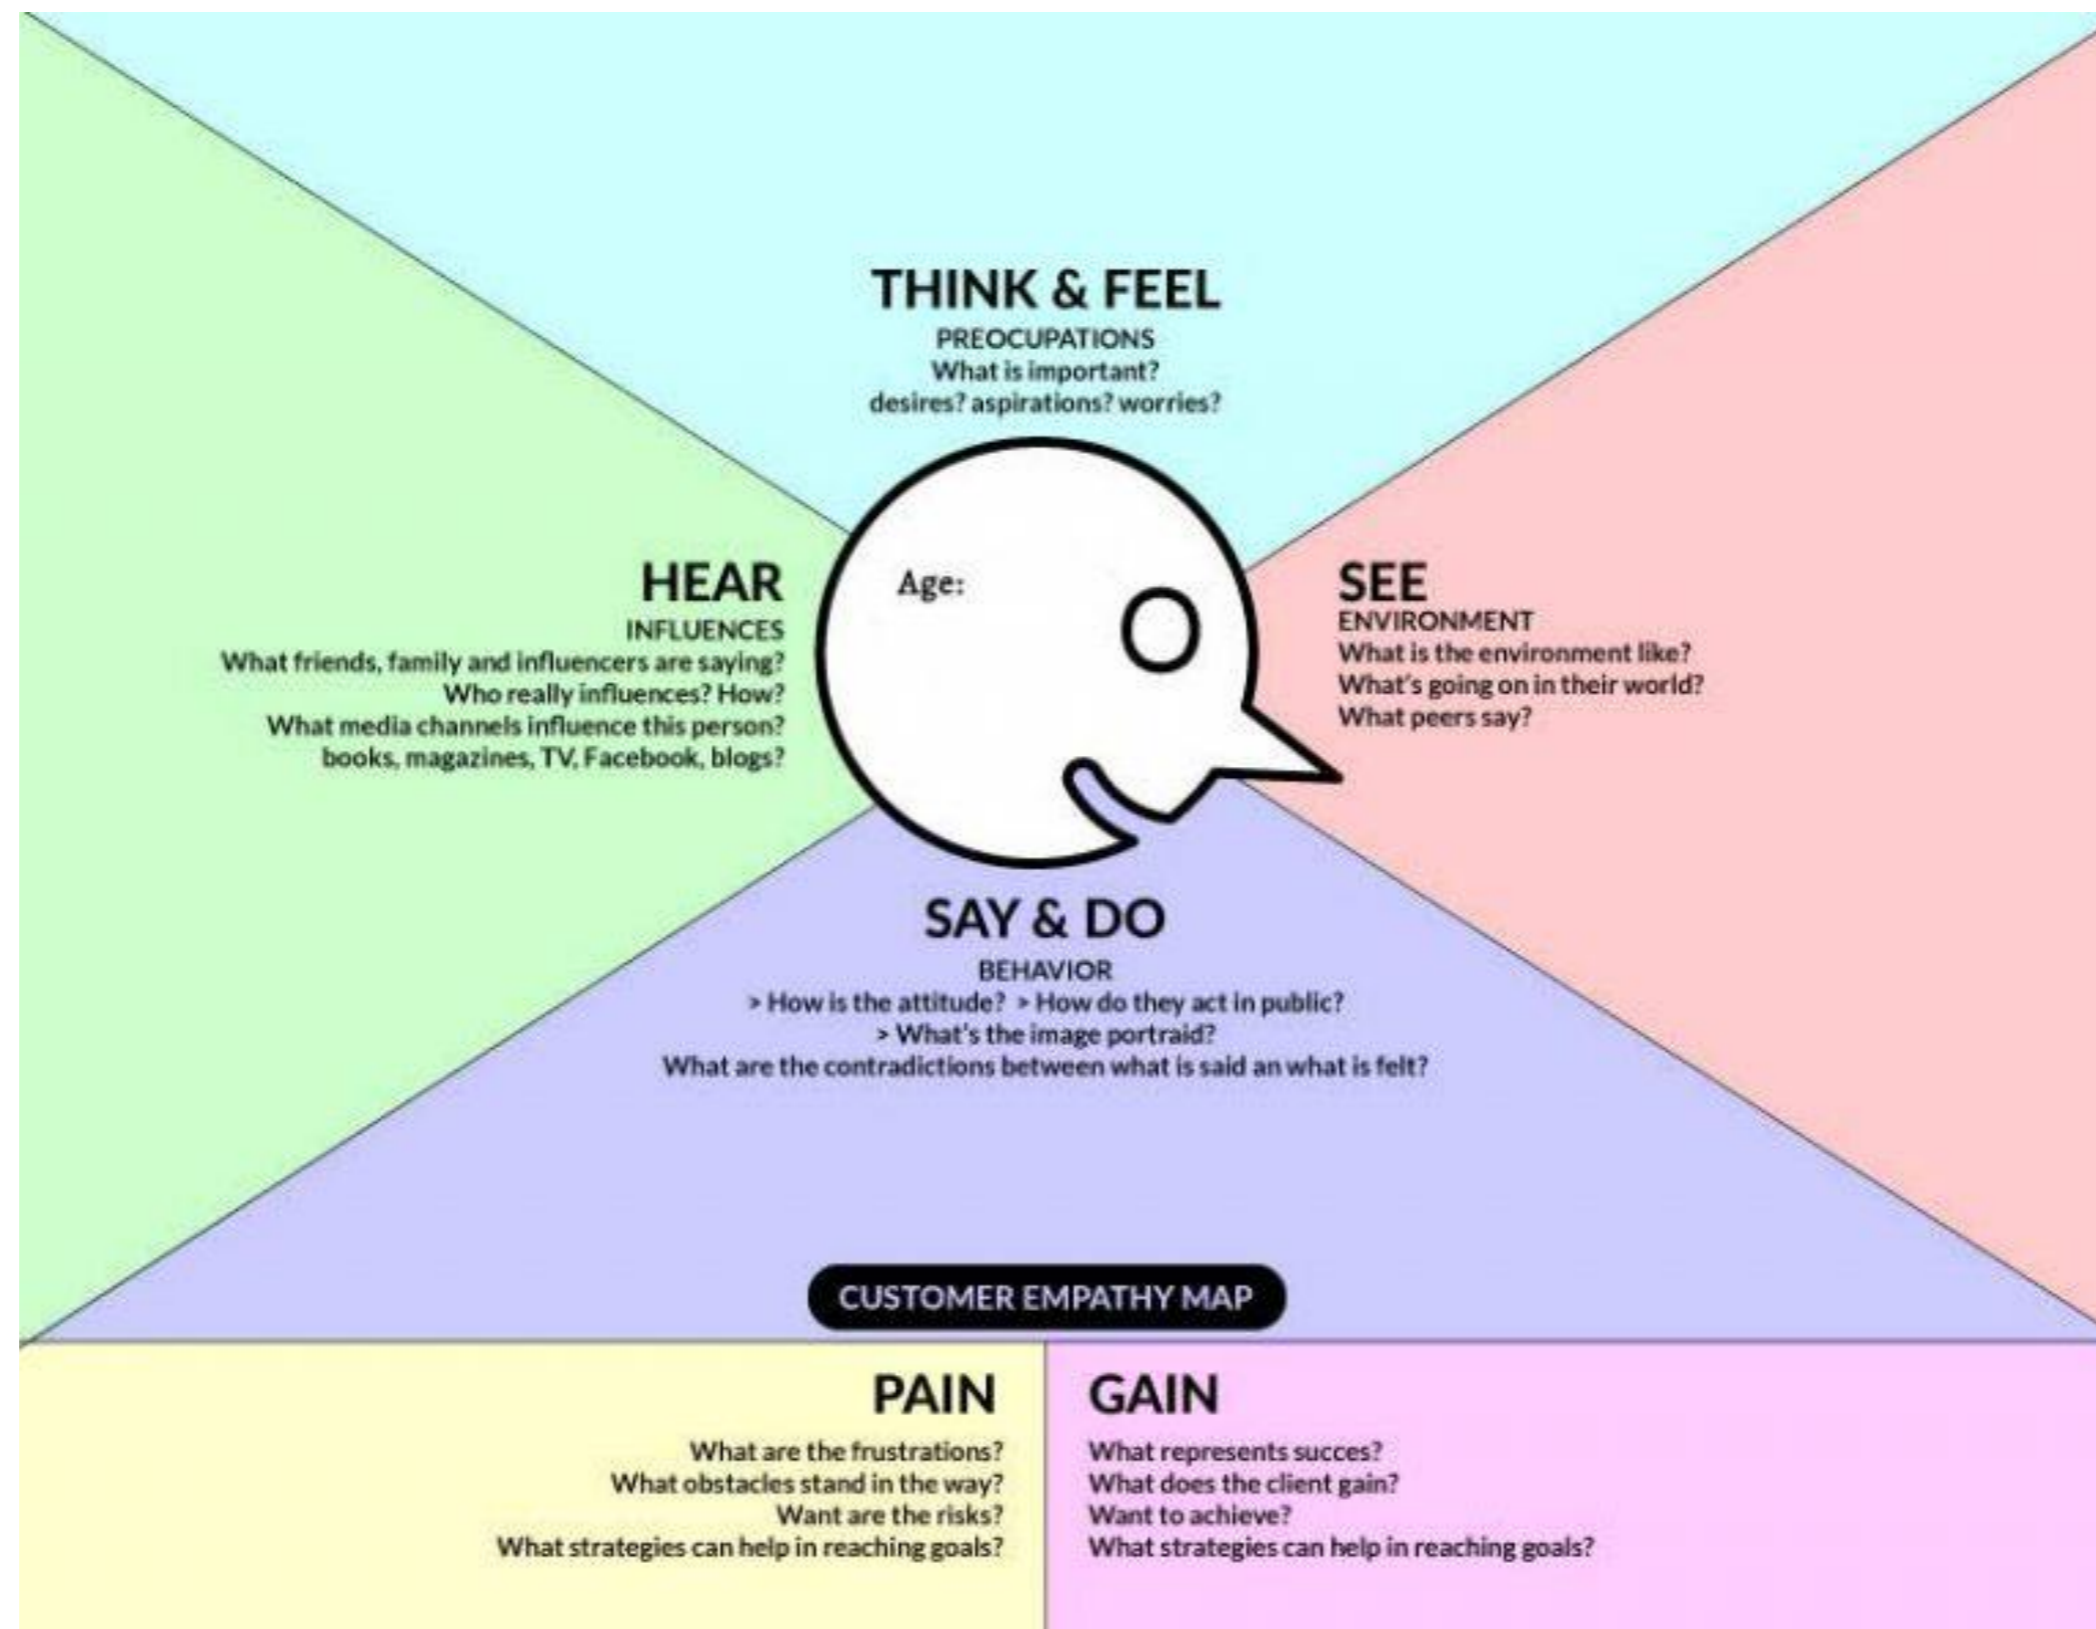 THINK & FEEL
PREOCUPATIONS
What is important?
desires? aspirations? worries?
HEAR
INFLUENCES
What friends, family and influencers are saying?
Who really influences? How?
What media channels influence this person?
books, magazines, TV, Facebook, blogs?
Age:
SEE
ENVIRONMENT
What is the environment like?
What's going on in their world?
What peers say?
SAY & DO
BEHAVIOR
> How is the attitude? > How do they act in public?
> What's the image portraid?
What are the contradictions between what is said an what is felt?
CUSTOMER EMPATHY MAP
PAIN
What are the frustrations?
What obstacles stand in the way?
Want are the risks?
What strategies can help in reaching goals?
GAIN
What represents succes?
What does the client gain?
Want to achieve?
What strategies can help in reaching goals?